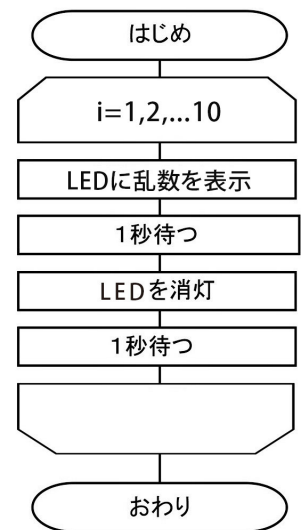 はじめ
i=1,2,...10
LEDに乱数を表示
1秒待つ
LEDを消灯
1秒待つ
おわり